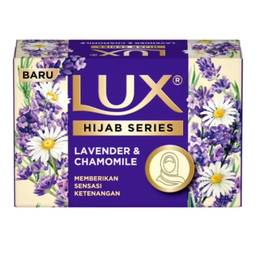 BARU
LUX®
HIJAB SERIES
LAVENDER &
CHAMOMILE
MEMBERIKAN
SENSASI
KETENANGAN